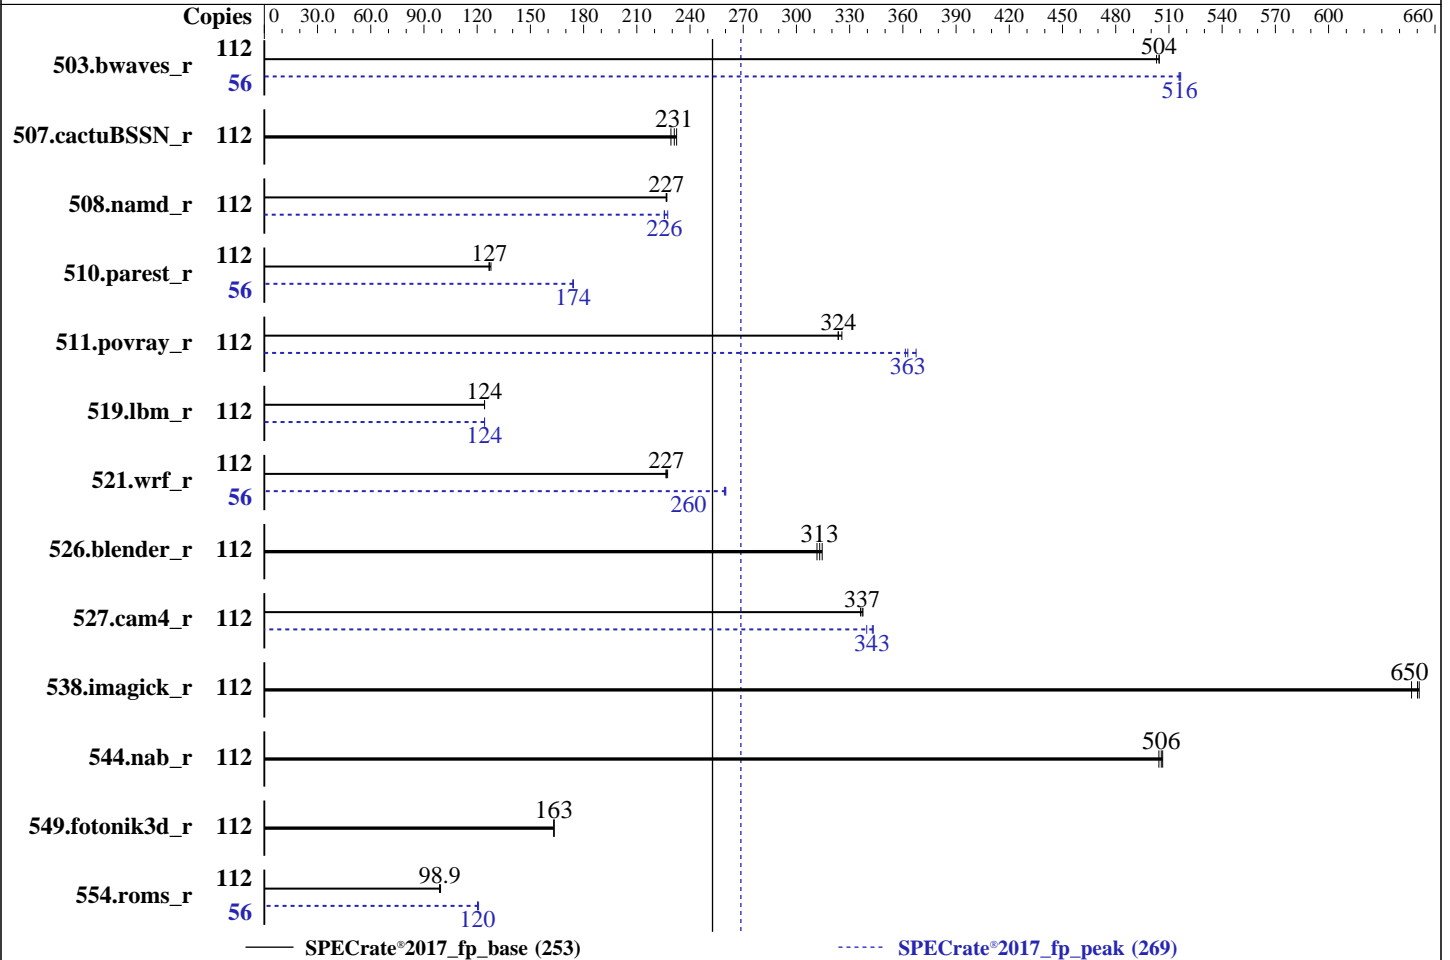 Copies 0 30.0 60.0 90.0 120 150 180 210 240 270 300 330 360 390 420 450 480 510 540 570 600 660
503.bwaves_r 112 504
56 516
507.cactuBSSN_r 112 231
508.namd_r 112 227
226
510.parest_r 112 127
56 174
511.povray_r 112 324
363
519.lbm_r 112 124
124
521.wrf_r 112 227
56 260
526.blender_r 112 313
527.cam4_r 112 337
343
538.imagick_r 112 650
544.nab_r 112 506
549.fotonik3d_r 112 163
554.roms_r 112 98.9
56 120
SPECrate®2017_fp_base (253) SPECrate®2017_fp_peak (269)